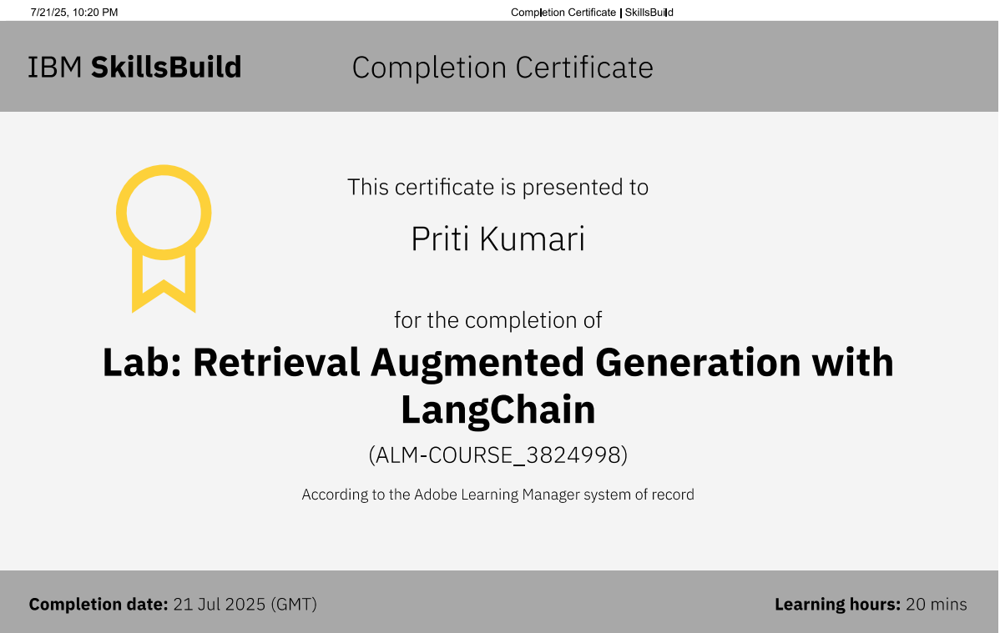 7/21/25, 10:20 PM Completion Certificate | SkillsBuild
IBM SkillsBuild Completion Certificate
This certificate is presented to
Priti Kumari
for the completion of
Lab: Retrieval Augmented Generation with
LangChain
(ALM-COURSE_3824998)
According to the Adobe Learning Manager system of record
Completion date: 21 Jul 2025 (GMT) Learning hours: 20 mins